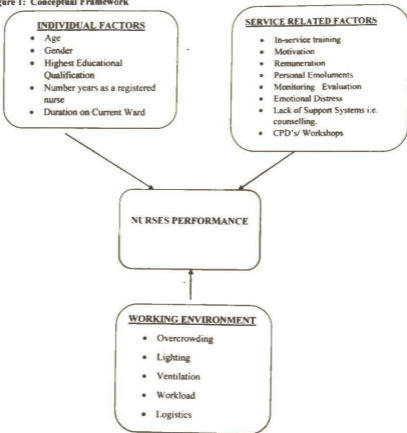 gure 1: Conceptual Framework
INDIVIDUAL FACTORS
• Age
• Gender
• Highest Educational
Qualification
• Number years as a registered
nurse
• Duration on Current Ward
SERVICE RELATED FACTORS
• In-service training
• Motivation
• Remuneration
• Personal Emoluments
• Monitoring Evaluation
• Emotional Distress
• Lack of Support Systems i.e.
counselling.
• CPD's/ Workshops
NURSES PERFORMANCE
WORKING ENVIRONMENT
• Overcrowding
• Lighting
• Ventilation
• Workload
• Logistics